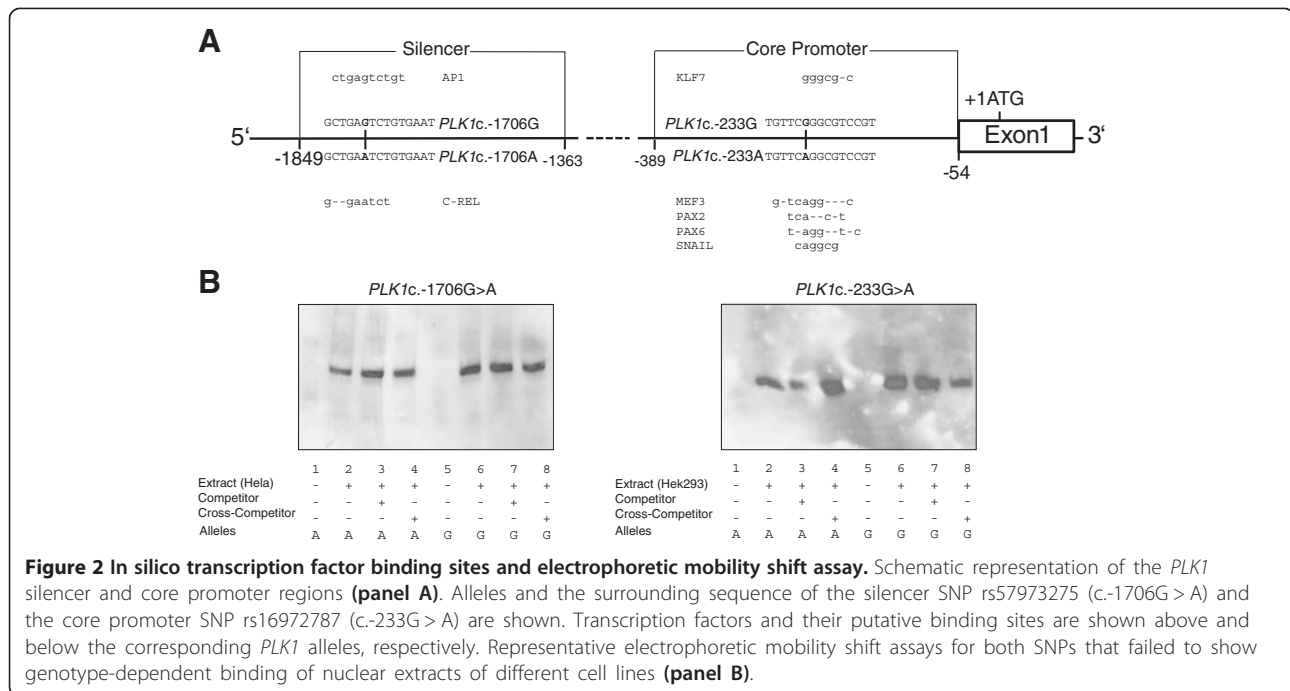 A
Silencer
Core Promoter
ctgagtctgt AP1
KLF7 gggcg-c
+1ATG
GCTGAGTCTGTGAAT PLK1c.-1706G
PLK1c.-233G TGTTCGGGCGTCCGT
5‘ Exon1 3‘
-1849 GCTGAATCTGTGAAT PLK1c.-1706A -1363
-389 PLK1c.-233A TGTTCAGGCGTCCGT
-54
g--gaatct C-REL
MEF3 g-tcagg---c
PAX2 tca--c-t
PAX6 t-agg--t-c
SNAIL caggcg
B
PLK1c.-1706G>A
PLK1c.-233G>A
1 2 3 4 5 6 7 8
Extract (Hela) - + + + - + + +
Competitor - - + - - - + -
Cross-Competitor - - - + - - - +
Alleles A A A A G G G G
1 2 3 4 5 6 7 8
Extract (Hek293) - + + + - + + +
Competitor - - + - - - + -
Cross-Competitor - - - + - - - +
Alleles A A A A G G G G
Figure 2 In silico transcription factor binding sites and electrophoretic mobility shift assay. Schematic representation of the PLK1
silencer and core promoter regions (panel A). Alleles and the surrounding sequence of the silencer SNP rs57973275 (c.-1706G > A) and
the core promoter SNP rs16972787 (c.-233G > A) are shown. Transcription factors and their putative binding sites are shown above and
below the corresponding PLK1 alleles, respectively. Representative electrophoretic mobility shift assays for both SNPs that failed to show
genotype-dependent binding of nuclear extracts of different cell lines (panel B).